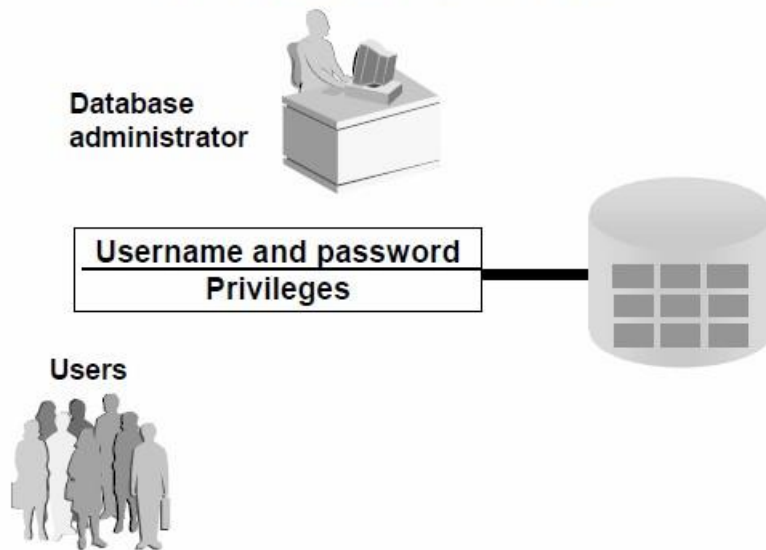 Database
administrator
Username and password
Privileges
Users